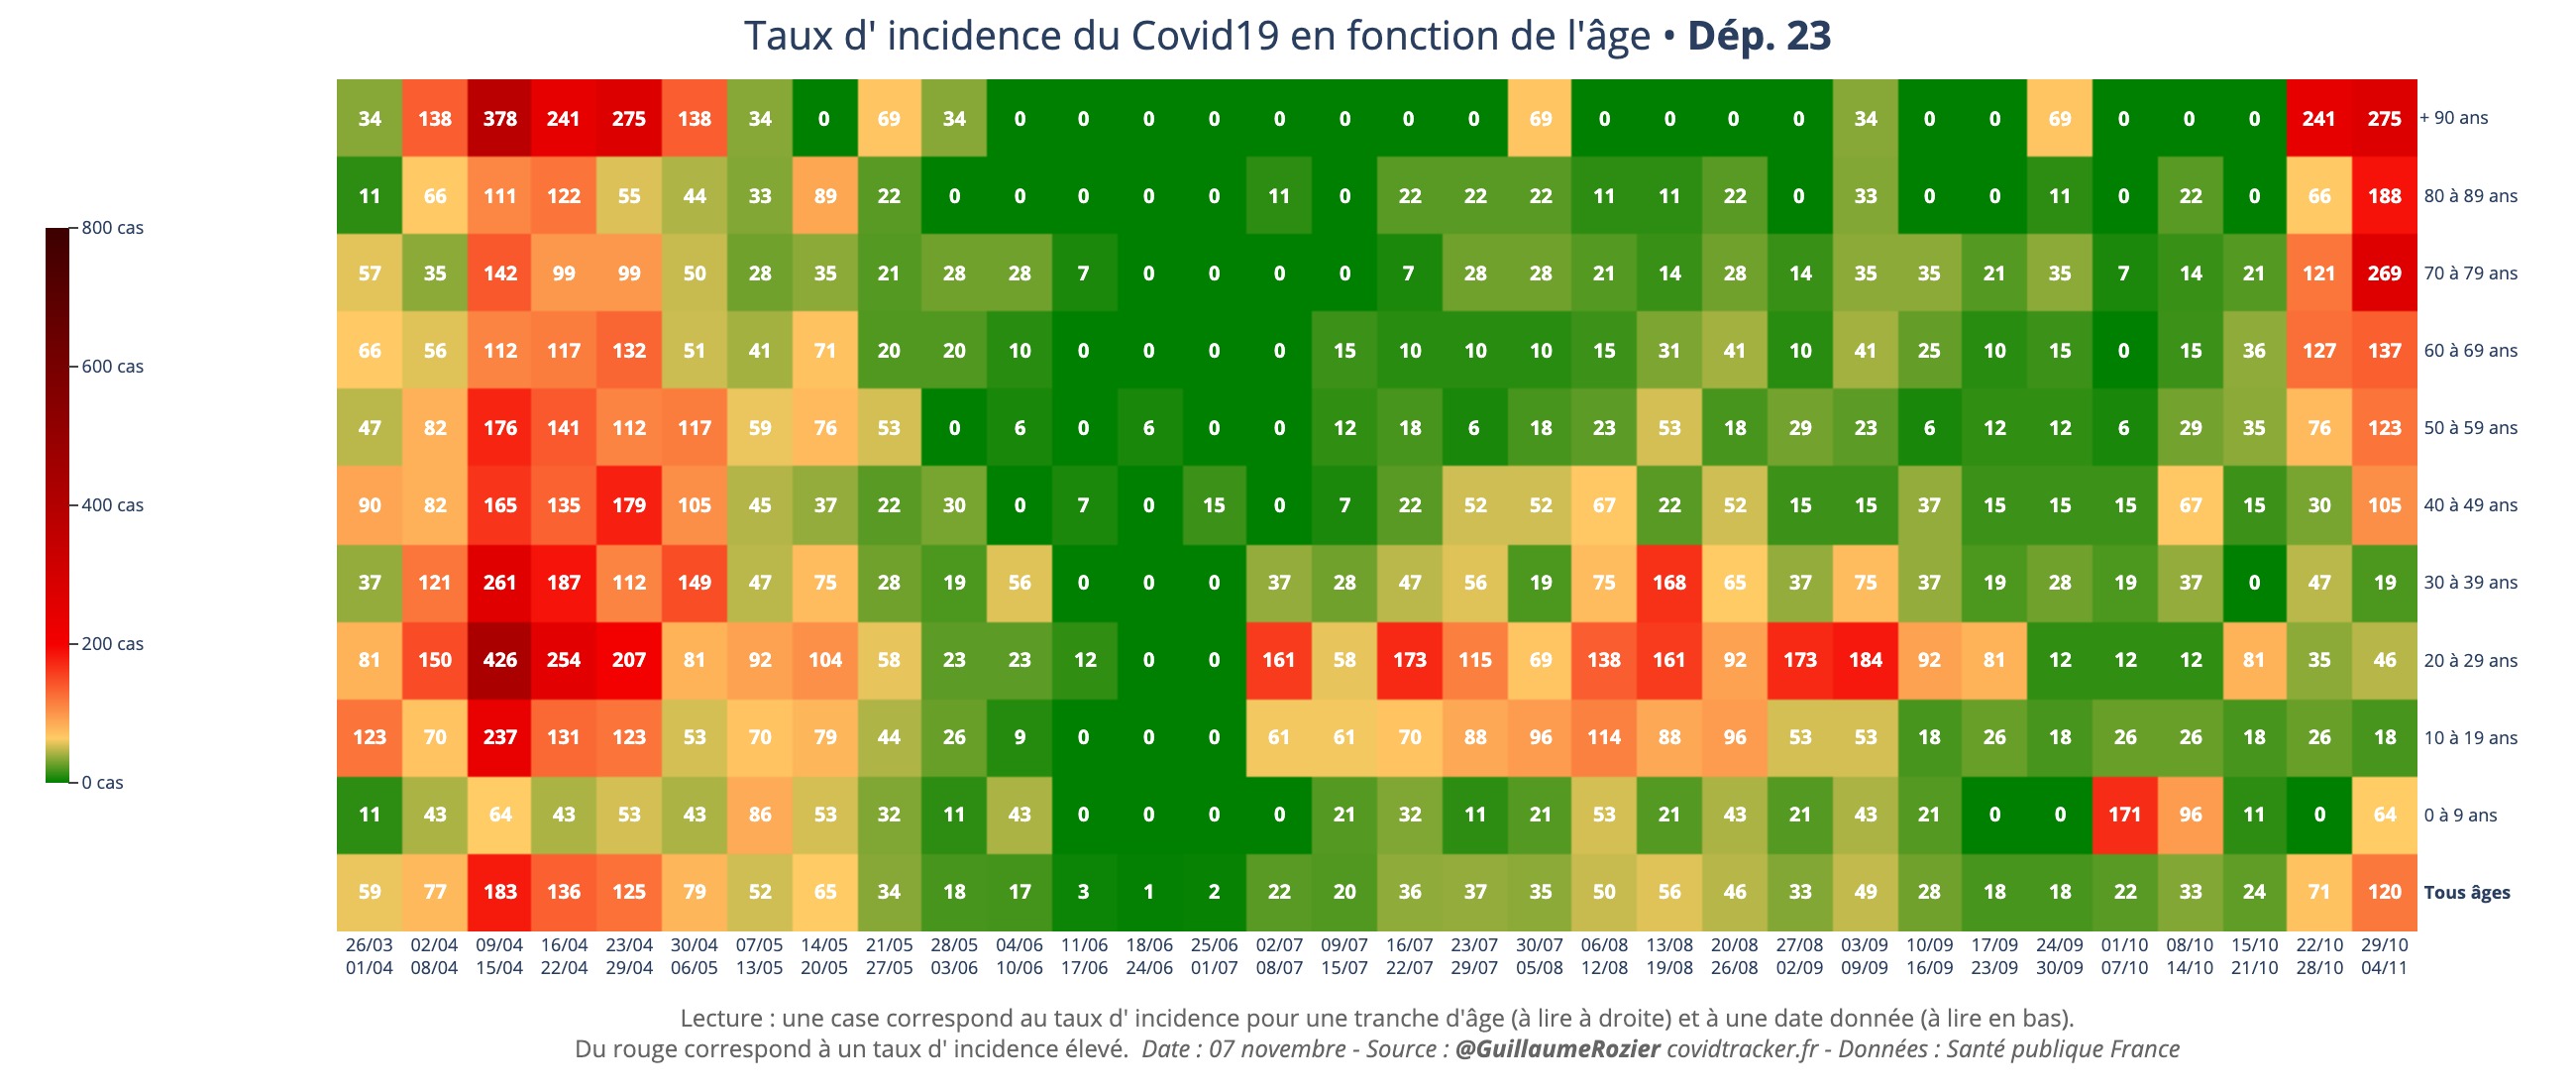 Taux d' incidence du Covid19 en fonction de l'âge • Dép. 23
800 cas
600 cas
400 cas
200 cas
0 cas
34 138 378 241 275 138 34 0 69 34 0 0 0 0 0 0 0 0 69 0 0 0 0 34 0 0 69 0 0 0 241 275 + 90 ans
11 66 111 122 55 44 33 89 22 0 0 0 0 0 11 0 22 22 22 11 11 22 0 33 0 0 11 0 22 0 66 188 80 à 89 ans
57 35 142 99 99 50 28 35 21 28 28 7 0 0 0 0 7 28 28 21 14 28 14 35 35 21 35 7 14 21 121 269 70 à 79 ans
66 56 112 117 132 51 41 71 20 20 10 0 0 0 0 15 10 10 10 15 31 41 10 41 25 10 15 0 15 36 127 137 60 à 69 ans
47 82 176 141 112 117 59 76 53 0 6 0 6 0 0 12 18 6 18 23 53 18 29 23 6 12 12 6 29 35 76 123 50 à 59 ans
90 82 165 135 179 105 45 37 22 30 0 7 0 15 0 7 22 52 52 67 22 52 15 15 37 15 15 15 67 15 30 105 40 à 49 ans
37 121 261 187 112 149 47 75 28 19 56 0 0 0 37 28 47 56 19 75 168 65 37 75 37 19 28 19 37 0 47 19 30 à 39 ans
81 150 426 254 207 81 92 104 58 23 23 12 0 0 161 58 173 115 69 138 161 92 173 184 92 81 12 12 12 81 35 46 20 à 29 ans
123 70 237 131 123 53 70 79 44 26 9 0 0 0 61 61 70 88 96 114 88 96 53 53 18 26 18 26 26 18 26 18 10 à 19 ans
11 43 64 43 53 43 86 53 32 11 43 0 0 0 0 21 32 11 21 53 21 43 21 43 21 0 0 171 96 11 0 64 0 à 9 ans
59 77 183 136 125 79 52 65 34 18 17 3 1 2 22 20 36 37 35 50 56 46 33 49 28 18 18 22 33 24 71 120 Tous âges
26/03 02/04 09/04 16/04 23/04 30/04 07/05 14/05 21/05 28/05 04/06 11/06 18/06 25/06 02/07 09/07 16/07 23/07 30/07 06/08 13/08 20/08 27/08 03/09 10/09 17/09 24/09 01/10 08/10 15/10 22/10 29/10
01/04 08/04 15/04 22/04 29/04 06/05 13/05 20/05 27/05 03/06 10/06 17/06 24/06 01/07 08/07 15/07 22/07 29/07 05/08 12/08 19/08 26/08 02/09 09/09 16/09 23/09 30/09 07/10 14/10 21/10 28/10 04/11
Lecture : une case correspond au taux d' incidence pour une tranche d'âge (à lire à droite) et à une date donnée (à lire en bas).
Du rouge correspond à un taux d' incidence élevé. Date : 07 novembre - Source : @GuillaumeRozier covidtracker.fr - Données : Santé publique France